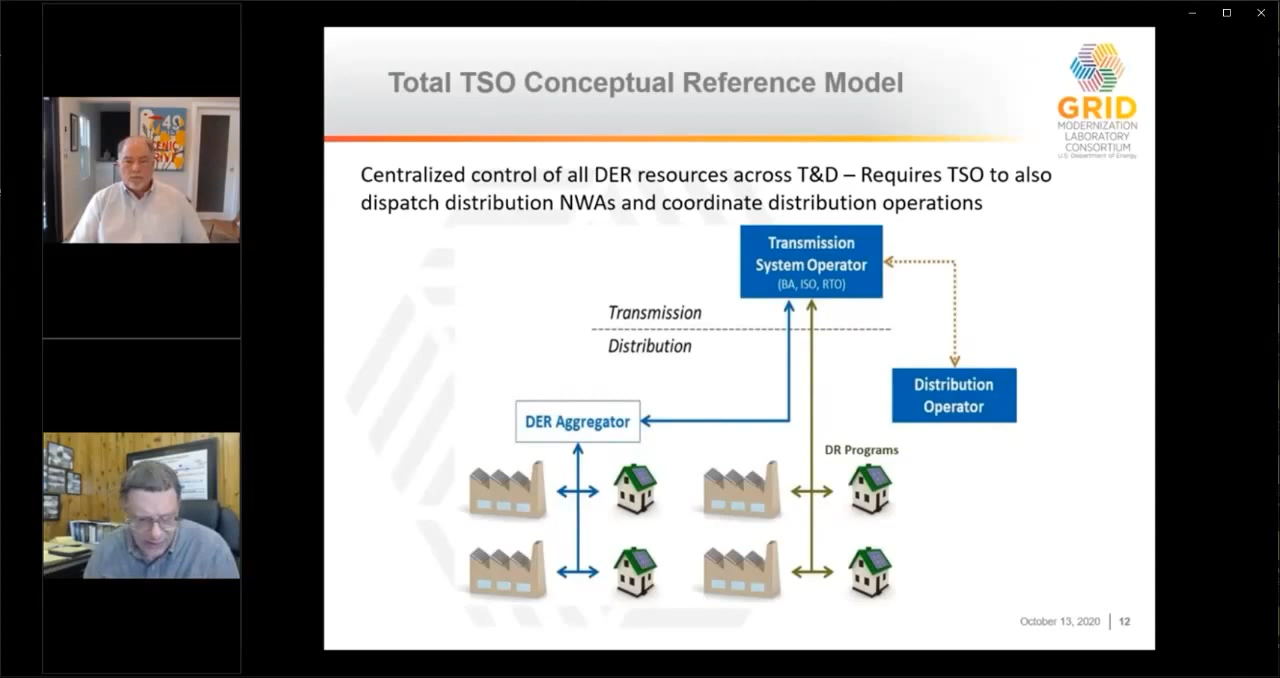 Total TSO Conceptual Reference Model
GRID
MODERNIZATION
LABORATORY
CONSORTIUM
U.S. Department of Energy
Centralized control of all DER resources across T&D – Requires TSO to also
dispatch distribution NWAs and coordinate distribution operations
Transmission
System Operator
(BA, ISO, RTO)
Transmission
Distribution
Distribution
Operator
DER Aggregator
DR Programs
October 13, 2020 | 12